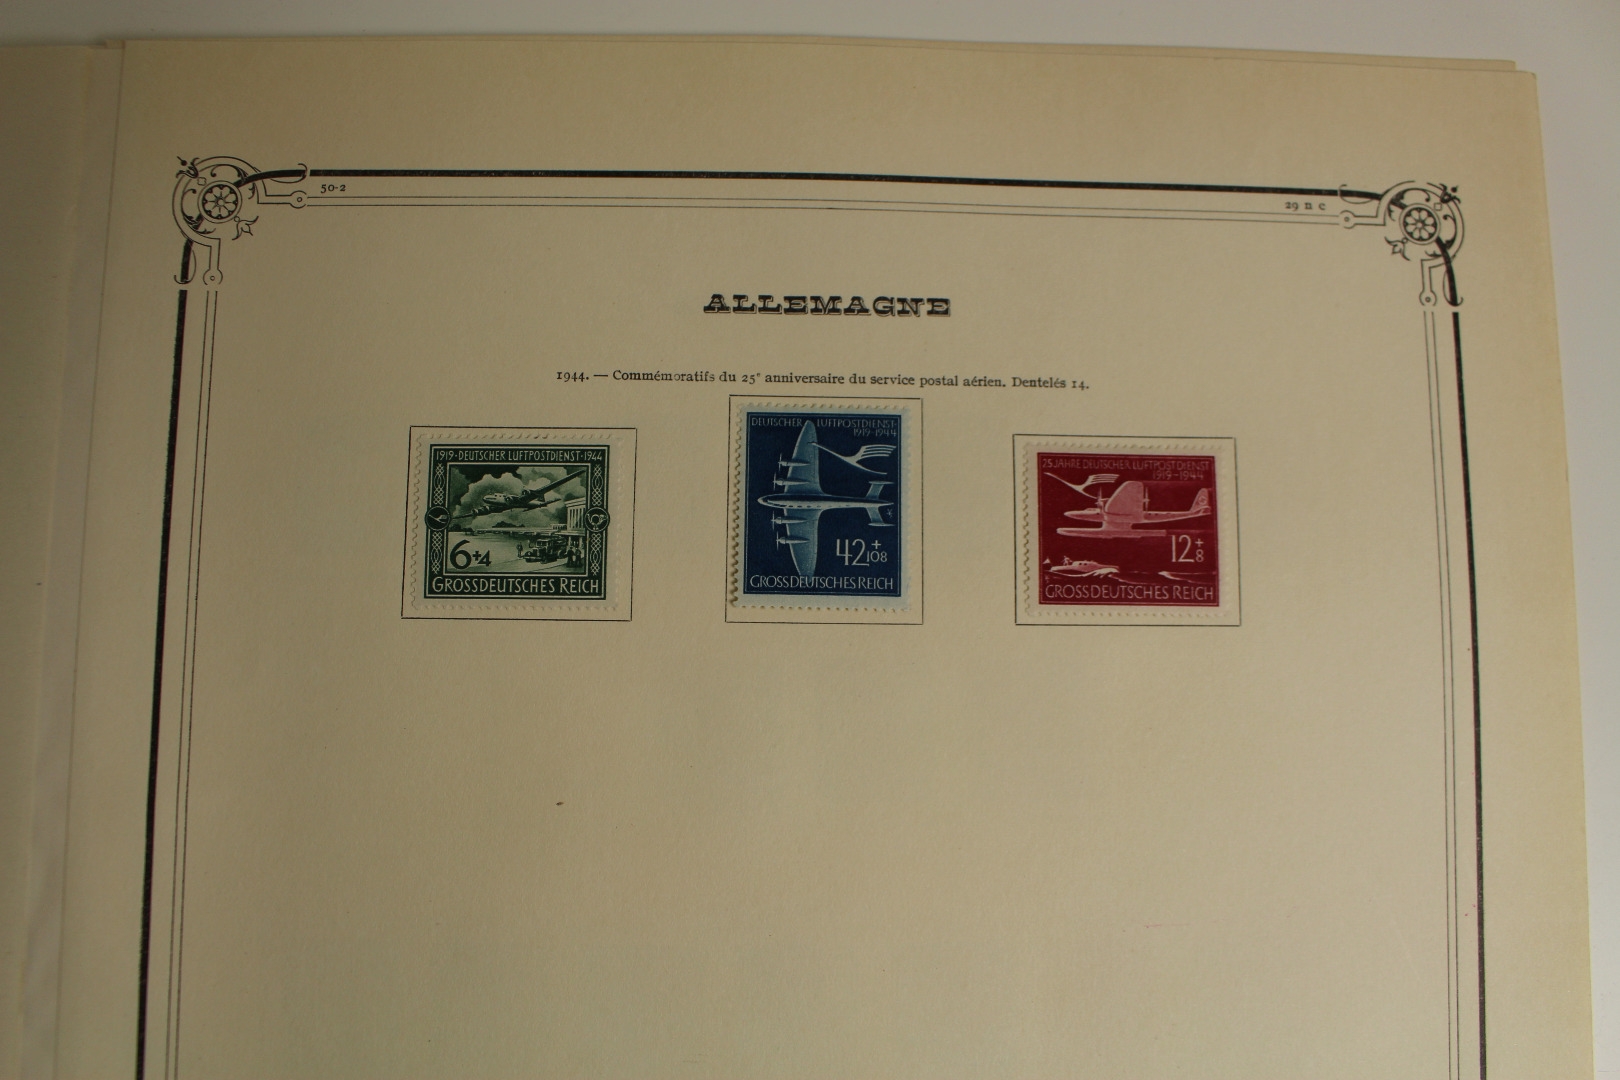 50-2
29 n c
ALLEMAGNE
1944. — Commémoratifs du 25e anniversaire du service postal aérien. Dentelés 14.
1919-DEUTSCHER LUFTPOSTDIENST-1944
6+4
GROSSDEUTSCHES REICH
DEUTSCHER LUFTPOSTDIENST-
1919-1944
42+108
GROSSDEUTSCHES REICH
25 JAHRE DEUTSCHER LUFTPOSTDIENST
1919-1944
12+8
GROSSDEUTSCHES REICH